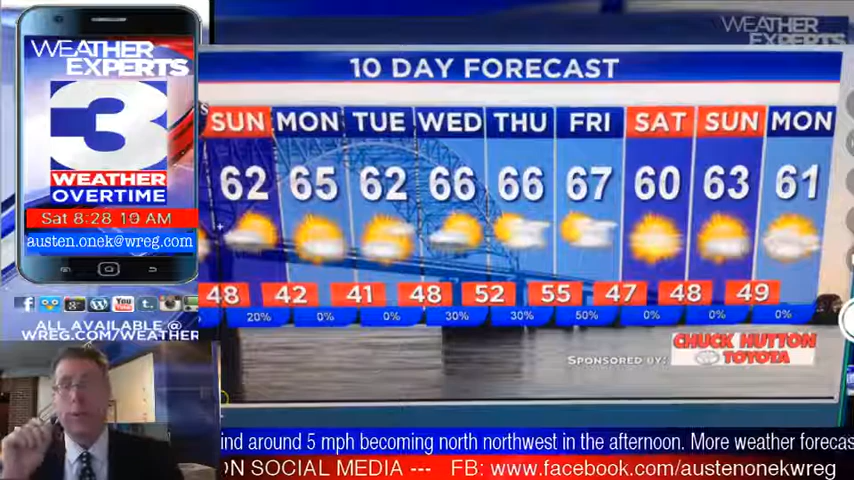 WEATHER
EXPERTS
3
WEATHER
OVERTIME
Sat 8:28 19 AM
austen.onek@wreg.com
ALL AVAILABLE @
WREG.COM/WEATHER
WEATHER
EXPERTS
10 DAY FORECAST
SUN MON TUE WED THU FRI SAT SUN MON
62 65 62 66 66 67 60 63 61
48 42 41 48 52 55 47 48 49
20% 0% 0% 30% 30% 50% 0% 0% 0%
SPONSORED BY:
CHUCK HUTTON
TOYOTA
ind around 5 mph becoming north northwest in the afternoon. More weather forecas
ON SOCIAL MEDIA --- FB: www.facebook.com/austenonekwreg